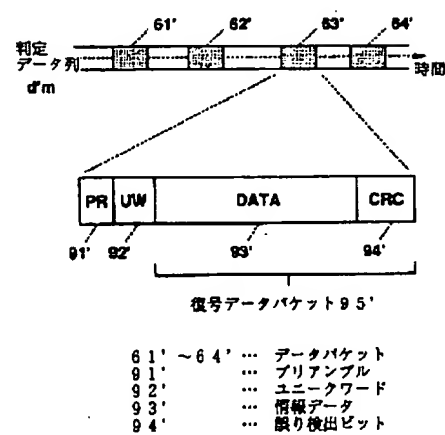 61' 62' 63' 64'
判定
データ列
d'm
時間
PR UW DATA CRC
91' 92' 93' 94'
復号データパケット95'
61'~64' … データパケット
91' … プリアンブル
92' … ユニークワード
93' … 情報データ
94' … 誤り検出ビット